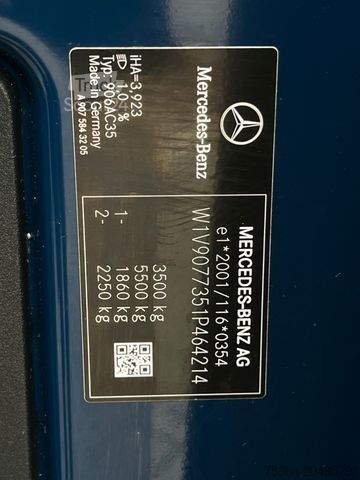 MERCEDES-BENZ AG
e1*2001/116*0354
W1V9077351P464214
3500 kg
5500 kg
1- 1860 kg
2- 2250 kg
Mercedes-Benz
iHA=3,923
1,0 %
Typ: 906AC35
Made in Germany
A 907 584 32 05